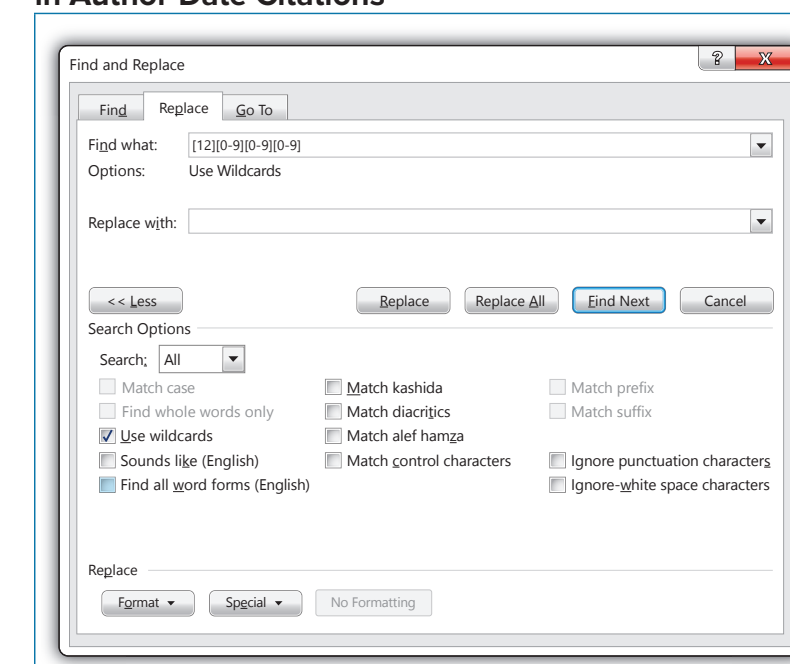 in Author-Date Citations
Find and Replace
? X
Find Replace Go To
Find what: [12][0-9][0-9][0-9]
Options: Use Wildcards
Replace with:
<< Less Replace Replace All Find Next Cancel
Search Options
Search: All
Match case Match kashida Match prefix
Find whole words only Match diacritics Match suffix
Use wildcards Match alef hamza
Sounds like (English) Match control characters Ignore punctuation characters
Find all word forms (English) Ignore-white space characters
Replace
Format Special No Formatting